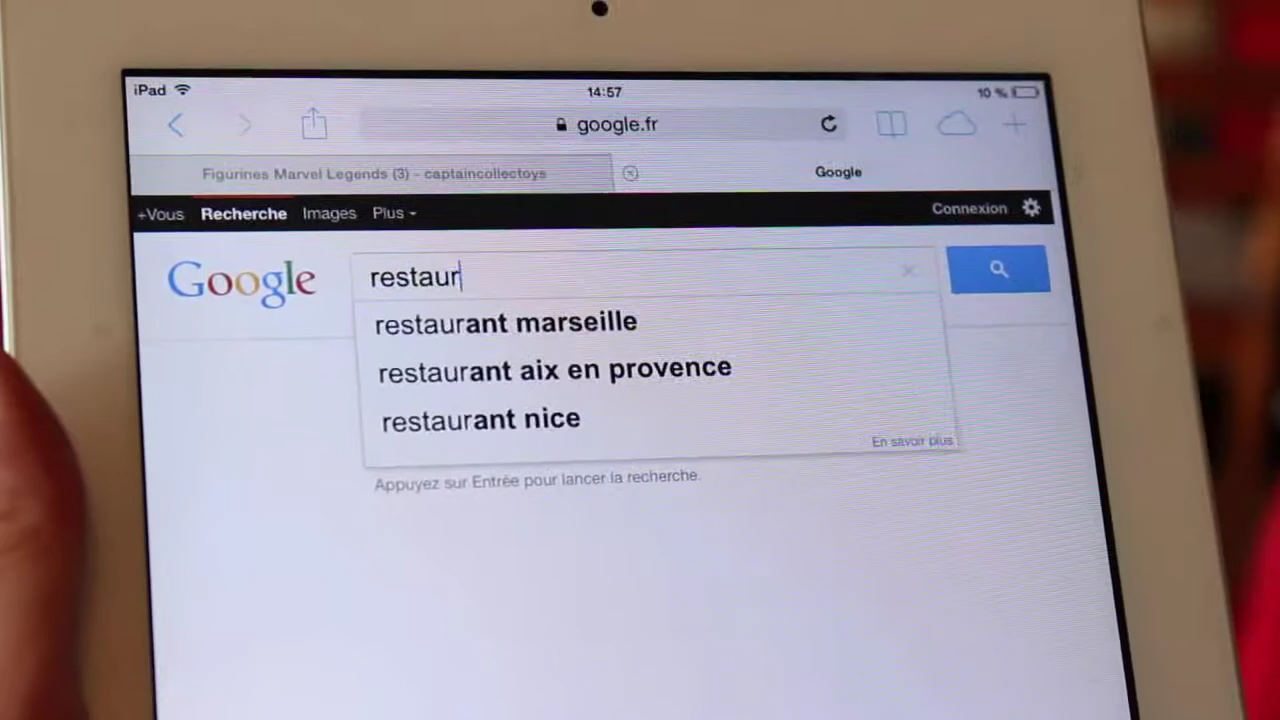 iPad 14:57 10 %
google.fr
Figurines Marvel Legends (3) - captaincollectoys Google
+Vous Recherche Images Plus Connexion
Google restaur
restaurant marseille
restaurant aix en provence
restaurant nice
En savoir plus
Appuyez sur Entrée pour lancer la recherche.